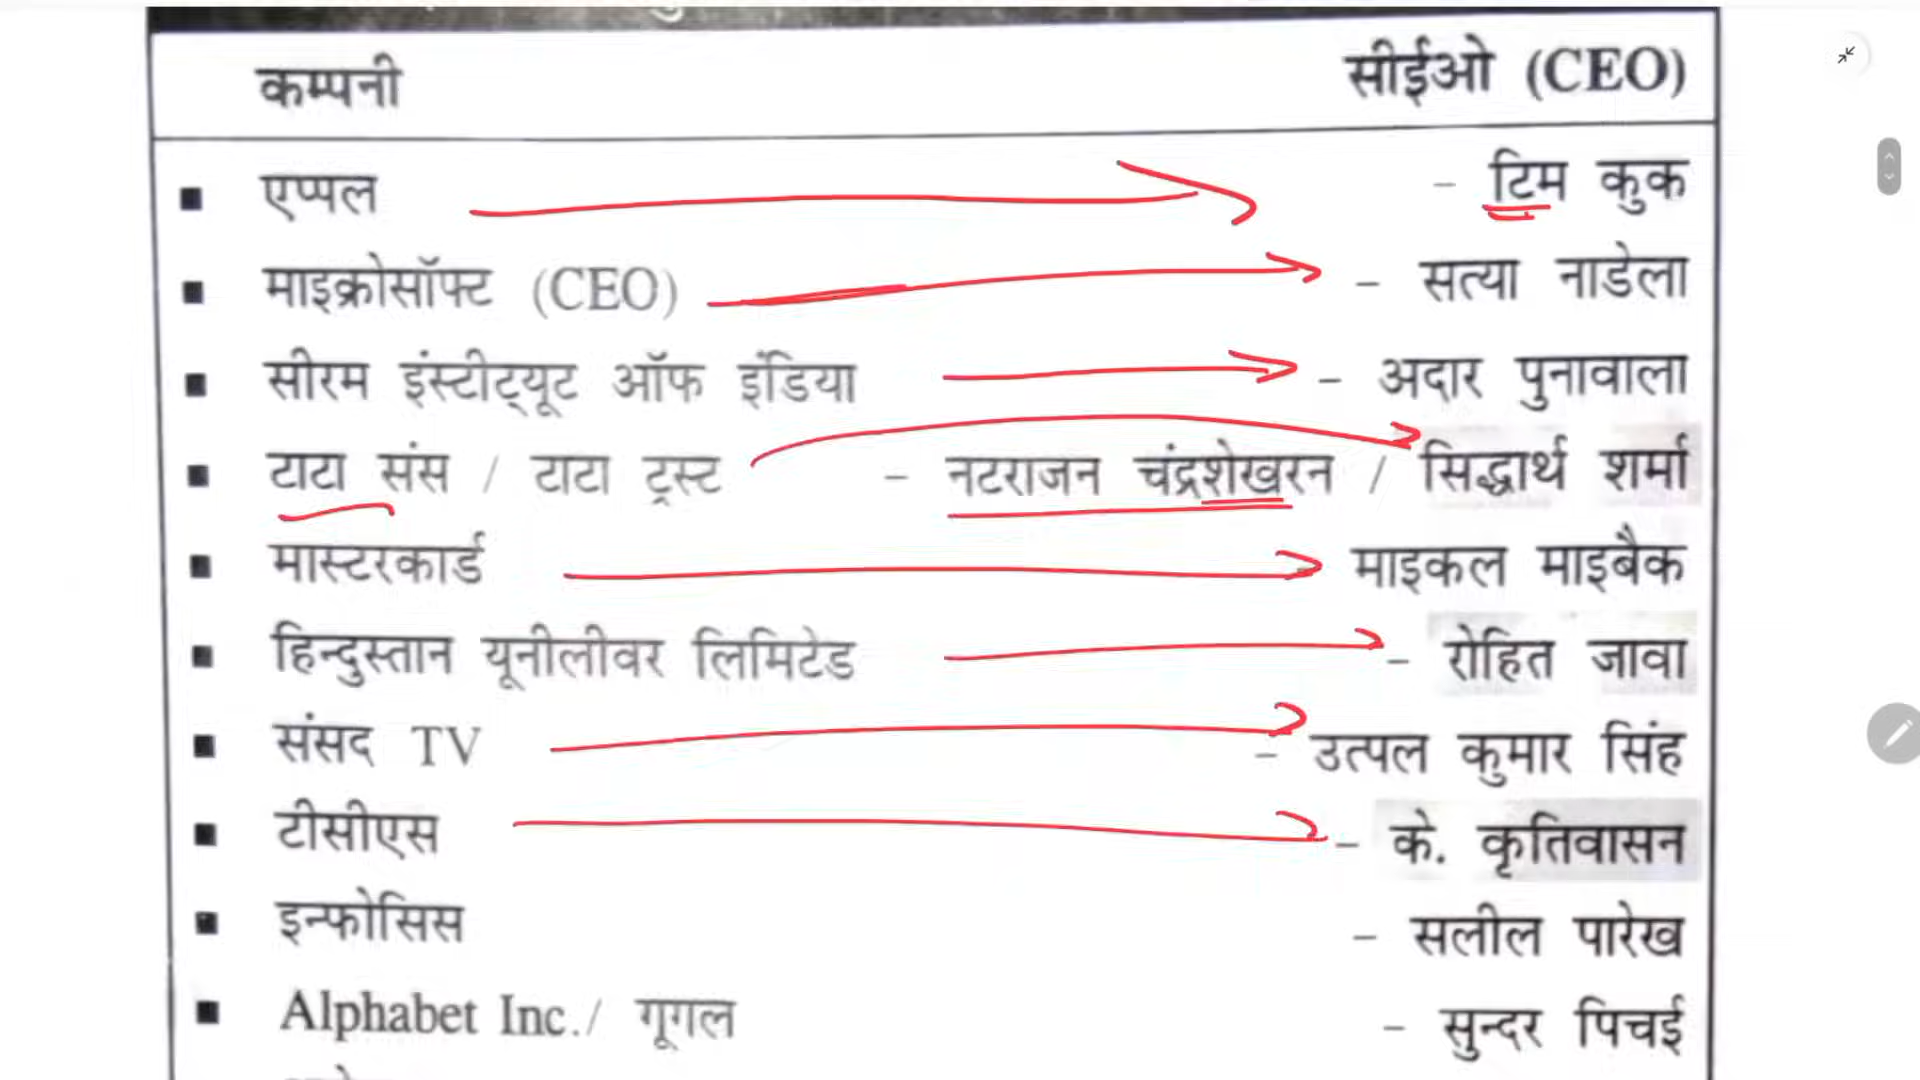 कम्पनी सीईओ (CEO)
▪ एप्पल - टिम कुक
▪ माइक्रोसॉफ्ट (CEO) - सत्या नाडेला
▪ सीरम इंस्टीट्यूट ऑफ इंडिया - अदार पुनावाला
▪ टाटा संस / टाटा ट्रस्ट - नटराजन चंद्रशेखरन / सिद्धार्थ शर्मा
▪ मास्टरकार्ड - माइकल माइबैक
▪ हिन्दुस्तान यूनीलीवर लिमिटेड - रोहित जावा
▪ संसद TV - उत्पल कुमार सिंह
▪ टीसीएस - के. कृतिवासन
▪ इन्फोसिस - सलील पारेख
▪ Alphabet Inc./ गूगल - सुन्दर पिचई